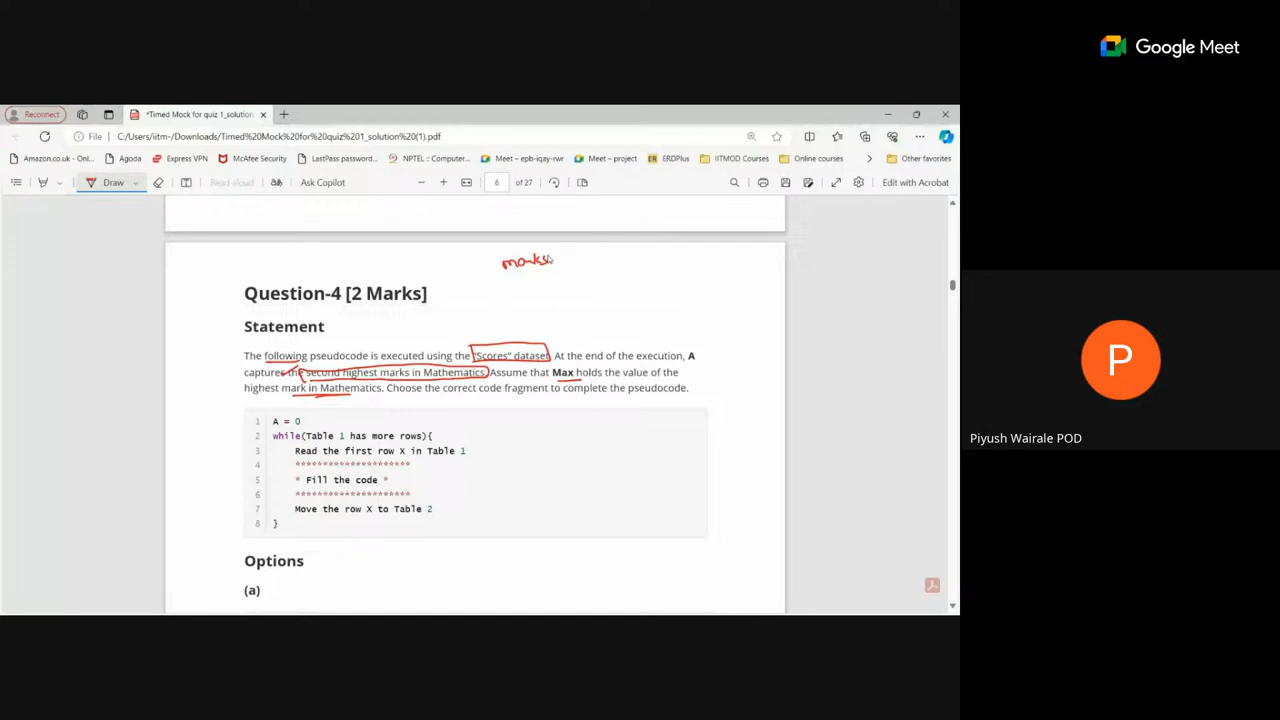 Google Meet
Reconnect
*Timed Mock for quiz 1_solution
File
C:/Users/iitm-/Downloads/Timed%20Mock%20for%20quiz%201_solution%20(1).pdf
Amazon.co.uk - Onl...
Agoda
Express VPN
McAfee Security
LastPass password...
NPTEL :: Computer...
Meet – epb-iqay-rwr
Meet – project
ERDPlus
IITMOD Courses
Online courses
Other favorites
Draw
Read aloud
Ask Copilot
6 of 27
Edit with Acrobat
marks
Question-4 [2 Marks]
Statement
The following pseudocode is executed using the "Scores" dataset. At the end of the execution, A
captures the second highest marks in Mathematics. Assume that Max holds the value of the
highest mark in Mathematics. Choose the correct code fragment to complete the pseudocode.
1 A = 0
2 while(Table 1 has more rows){
3 Read the first row X in Table 1
4 *********************
5 * Fill the code *
6 *********************
7 Move the row X to Table 2
8 }
Options
(a)
P
Piyush Wairale POD